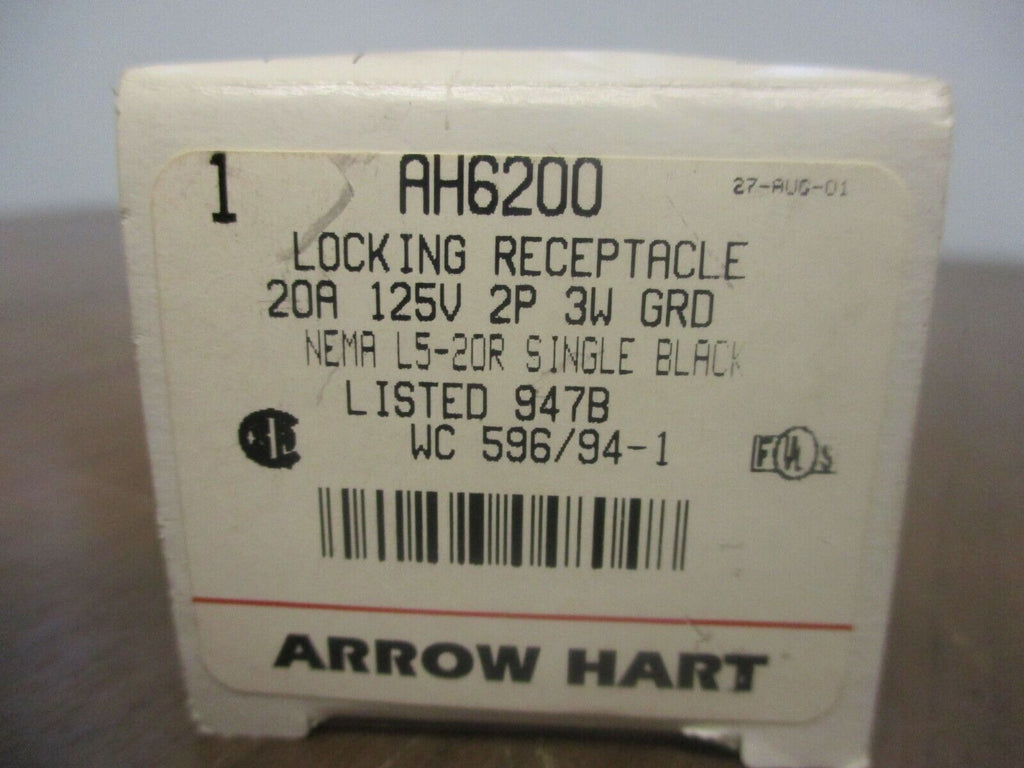 1 AH6200 27-AUG-01
LOCKING RECEPTACLE
20A 125V 2P 3W GRD
NEMA L5-20R SINGLE BLACK
LISTED 947B
WC 596/94-1
ARROW HART